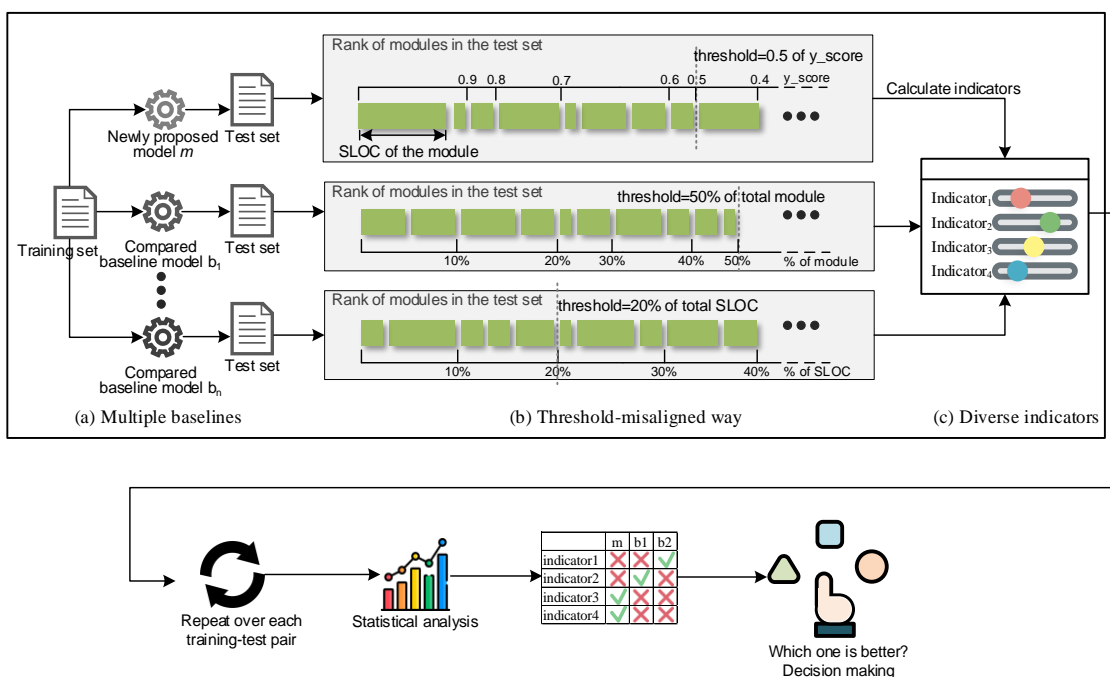 Rank of modules in the test set
threshold=0.5 of y_score
0.9 0.8 0.7 0.6 0.5 0.4 y_score
SLOC of the module
Newly proposed
model m
Test set
Calculate indicators
Training set
Rank of modules in the test set
threshold=50% of total module
10% 20% 30% 40% 50% % of module
Compared
baseline model b1
Test set
Indicator1
Indicator2
Indicator3
Indicator4
Rank of modules in the test set
threshold=20% of total SLOC
10% 20% 30% 40% % of SLOC
Compared
baseline model bn
Test set
(a) Multiple baselines
(b) Threshold-misaligned way
(c) Diverse indicators
Repeat over each
training-test pair
Statistical analysis
m b1 b2
indicator1
indicator2
indicator3
indicator4
Which one is better?
Decision making